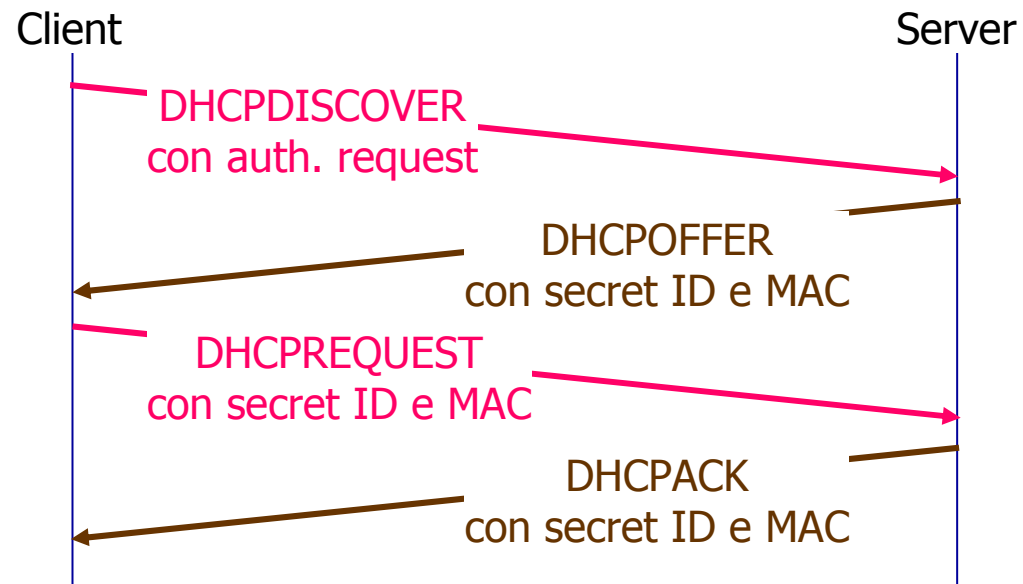 Client
Server
DHCPDISCOVER
con auth. request
DHCPOFFER
con secret ID e MAC
DHCPREQUEST
con secret ID e MAC
DHCPACK
con secret ID e MAC